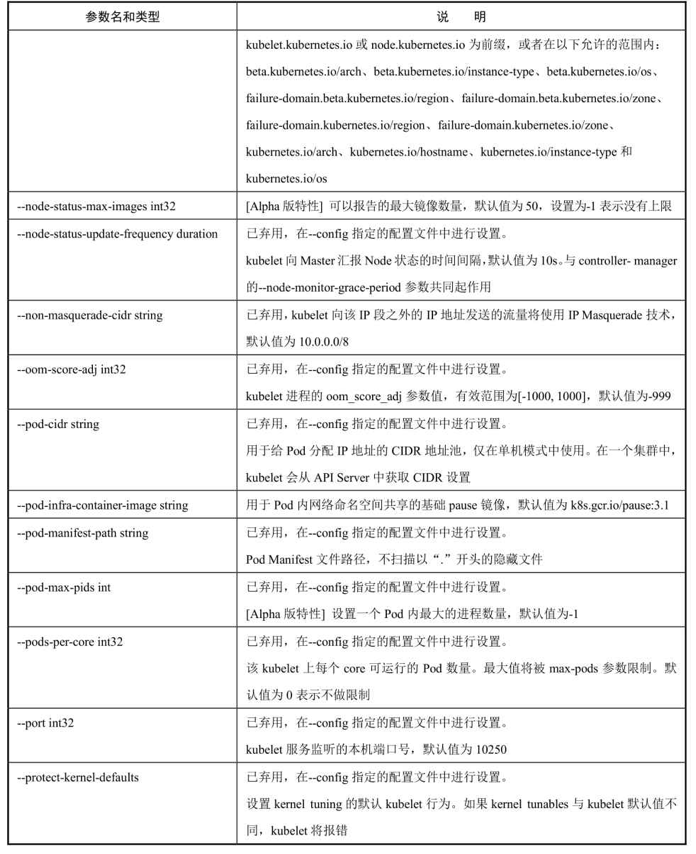 参数名和类型 说 明
kubelet.kubernetes.io 或 node.kubernetes.io 为前缀，或者在以下允许的范围内：
beta.kubernetes.io/arch、beta.kubernetes.io/instance-type、beta.kubernetes.io/os、
failure-domain.beta.kubernetes.io/region、failure-domain.beta.kubernetes.io/zone、
failure-domain.kubernetes.io/region、failure-domain.kubernetes.io/zone、
kubernetes.io/arch、kubernetes.io/hostname、kubernetes.io/instance-type 和
kubernetes.io/os
--node-status-max-images int32 [Alpha 版特性] 可以报告的最大镜像数量，默认值为 50，设置为-1 表示没有上限
--node-status-update-frequency duration 已弃用，在--config 指定的配置文件中进行设置。
kubelet 向 Master 汇报 Node 状态的时间间隔，默认值为 10s。与 controller- manager
的--node-monitor-grace-period 参数共同起作用
--non-masquerade-cidr string 已弃用，kubelet 向该 IP 段之外的 IP 地址发送的流量将使用 IP Masquerade 技术，
默认值为 10.0.0.0/8
--oom-score-adj int32 已弃用，在--config 指定的配置文件中进行设置。
kubelet 进程的 oom_score_adj 参数值，有效范围为[-1000, 1000]，默认值为-999
--pod-cidr string 已弃用，在--config 指定的配置文件中进行设置。
用于给 Pod 分配 IP 地址的 CIDR 地址池，仅在单机模式中使用。在一个集群中，
kubelet 会从 API Server 中获取 CIDR 设置
--pod-infra-container-image string 用于 Pod 内网络命名空间共享的基础 pause 镜像，默认值为 k8s.gcr.io/pause:3.1
--pod-manifest-path string 已弃用，在--config 指定的配置文件中进行设置。
Pod Manifest 文件路径，不扫描以“.”开头的隐藏文件
--pod-max-pids int 已弃用，在--config 指定的配置文件中进行设置。
[Alpha 版特性] 设置一个 Pod 内最大的进程数量，默认值为-1
--pods-per-core int32 已弃用，在--config 指定的配置文件中进行设置。
该 kubelet 上每个 core 可运行的 Pod 数量。最大值将被 max-pods 参数限制。默
认值为 0 表示不做限制
--port int32 已弃用，在--config 指定的配置文件中进行设置。
kubelet 服务监听的本机端口号，默认值为 10250
--protect-kernel-defaults 已弃用，在--config 指定的配置文件中进行设置。
设置 kernel tuning 的默认 kubelet 行为。如果 kernel tunables 与 kubelet 默认值不
同，kubelet 将报错